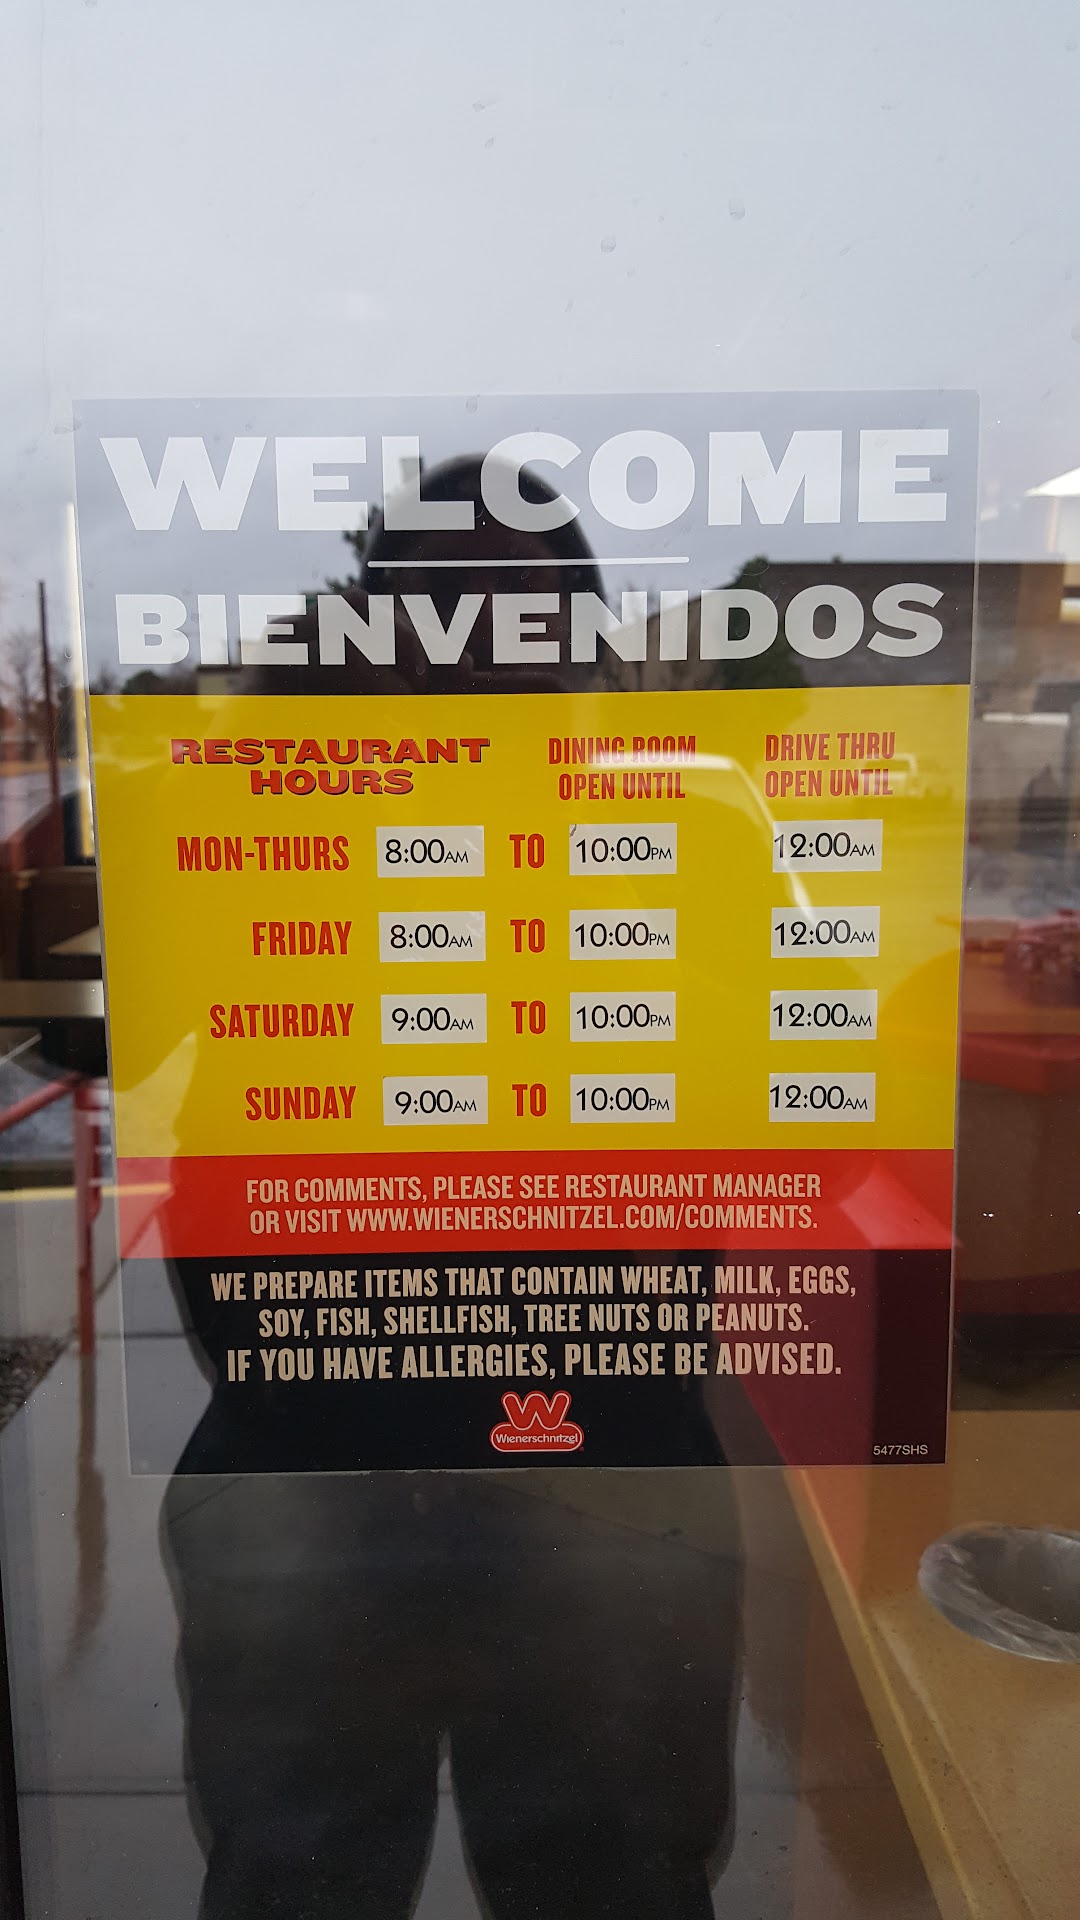 WELCOME
BIENVENIDOS
RESTAURANT HOURS
DINING ROOM OPEN UNTIL
DRIVE THRU OPEN UNTIL
MON-THURS 8:00AM TO 10:00PM 12:00AM
FRIDAY 8:00AM TO 10:00PM 12:00AM
SATURDAY 9:00AM TO 10:00PM 12:00AM
SUNDAY 9:00AM TO 10:00PM 12:00AM
FOR COMMENTS, PLEASE SEE RESTAURANT MANAGER
OR VISIT WWW.WIENERSCHNITZEL.COM/COMMENTS.
WE PREPARE ITEMS THAT CONTAIN WHEAT, MILK, EGGS,
SOY, FISH, SHELLFISH, TREE NUTS OR PEANUTS.
IF YOU HAVE ALLERGIES, PLEASE BE ADVISED.
W
Wienerschnitzel
5477SHS